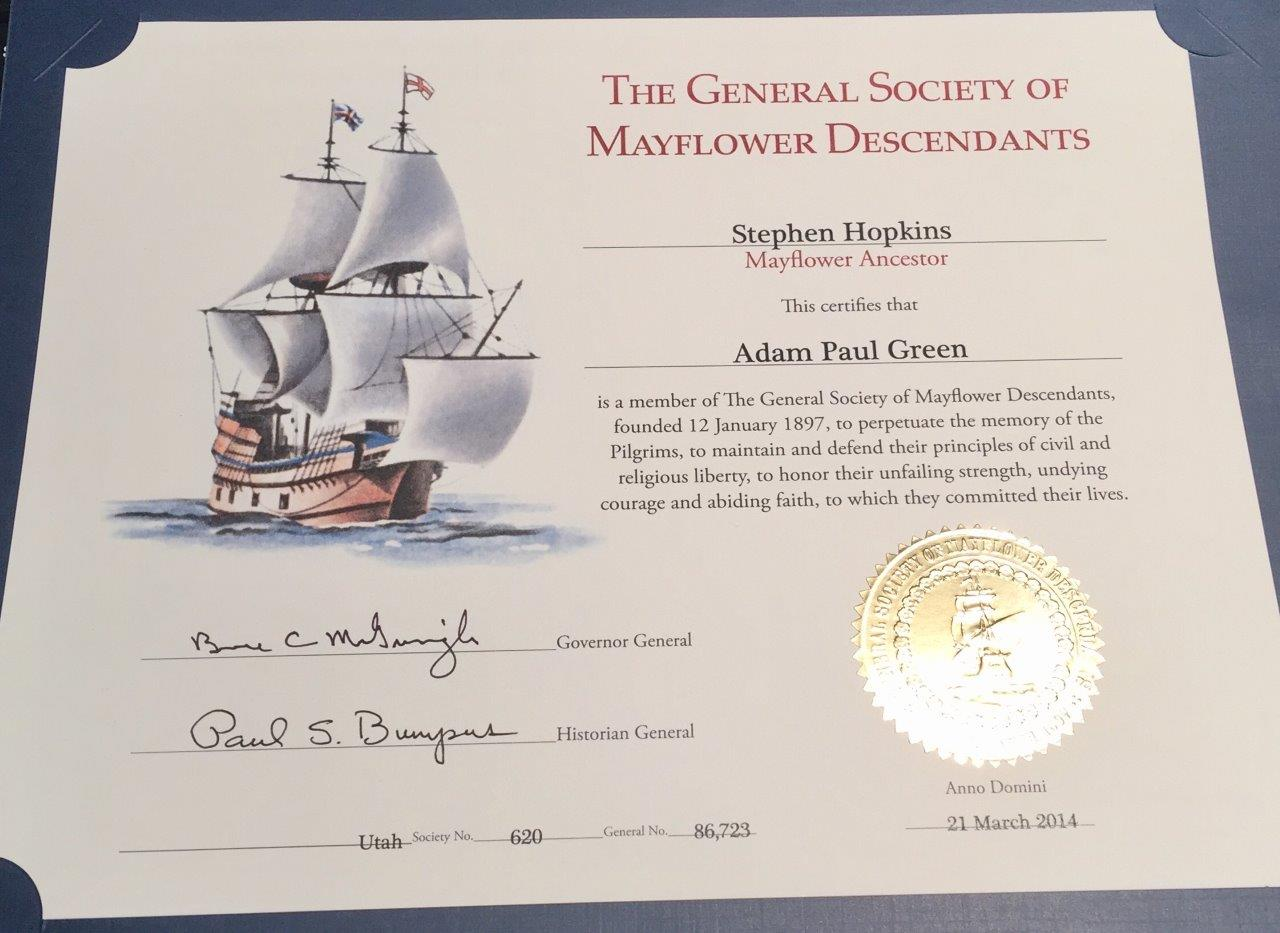 THE GENERAL SOCIETY OF
MAYFLOWER DESCENDANTS
Stephen Hopkins
Mayflower Ancestor
This certifies that
Adam Paul Green
is a member of The General Society of Mayflower Descendants,
founded 12 January 1897, to perpetuate the memory of the
Pilgrims, to maintain and defend their principles of civil and
religious liberty, to honor their unfailing strength, undying
courage and abiding faith, to which they committed their lives.
Governor General
Paul S. Bumpus Historian General
SOCIETY OF MAYFLOWER
Anno Domini
21 March 2014
Utah Society No. 620 General No. 86,723